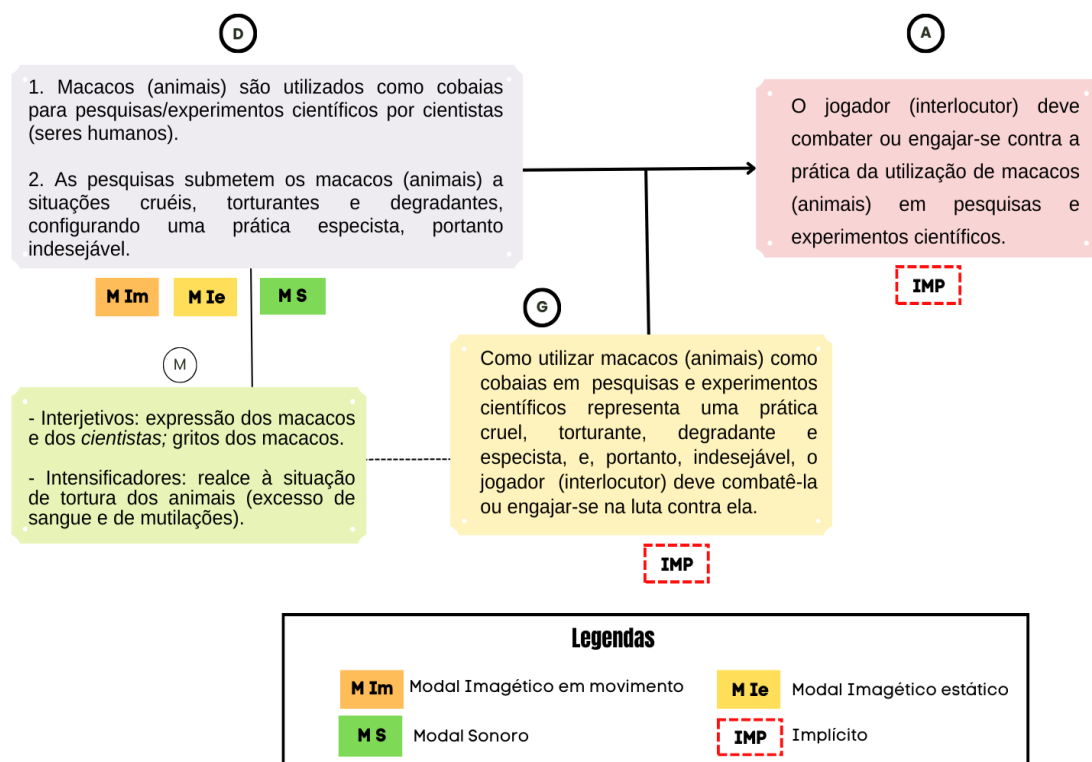 D
A
1. Macacos (animais) são utilizados como cobaias
para pesquisas/experimentos científicos por cientistas
(seres humanos).
2. As pesquisas submetem os macacos (animais) a
situações cruéis, torturantes e degradantes,
configurando uma prática especista, portanto
indesejável.
O jogador (interlocutor) deve
combater ou engajar-se contra a
prática da utilização de macacos
(animais) em pesquisas e
experimentos científicos.
M Im
M Ie
M S
IMP
G
M
- Interjetivos: expressão dos macacos
e dos cientistas; gritos dos macacos.
- Intensificadores: realce à situação
de tortura dos animais (excesso de
sangue e de mutilações).
Como utilizar macacos (animais) como
cobaias em pesquisas e experimentos
científicos representa uma prática
cruel, torturante, degradante e
especista, e, portanto, indesejável, o
jogador (interlocutor) deve combatê-la
ou engajar-se na luta contra ela.
IMP
Legendas
M Im Modal Imagético em movimento
M Ie Modal Imagético estático
M S Modal Sonoro
IMP Implícito